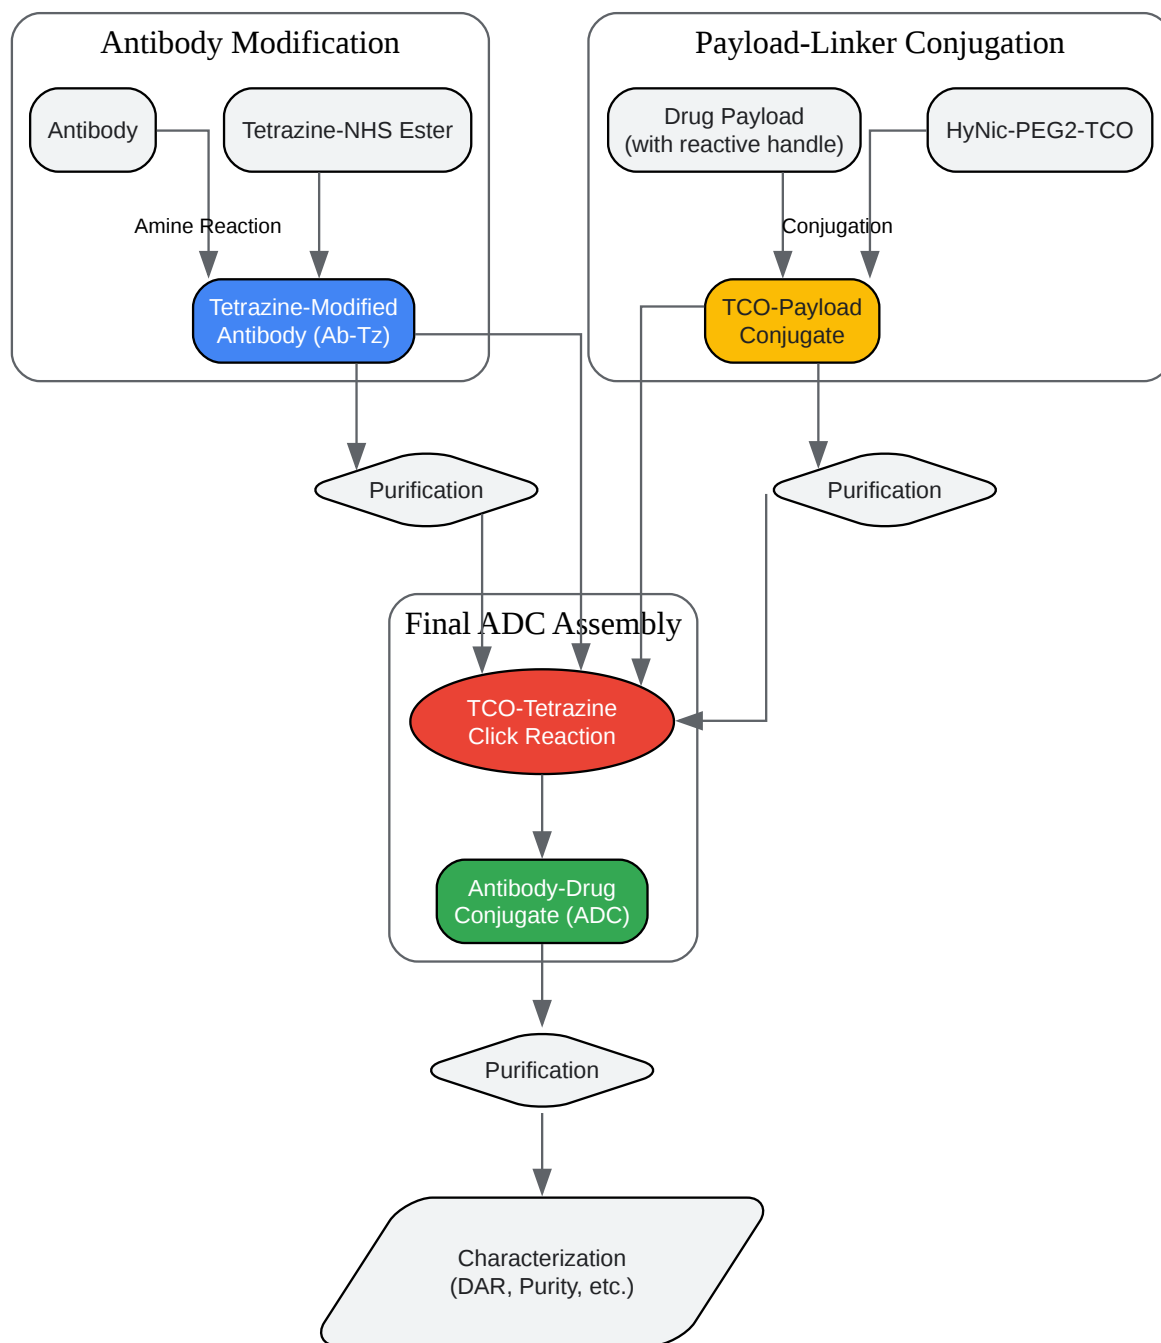 Antibody Modification
Payload-Linker Conjugation
Antibody
Tetrazine-NHS Ester
Drug Payload
(with reactive handle)
HyNic-PEG2-TCO
Amine Reaction
Conjugation
Tetrazine-Modified
Antibody (Ab-Tz)
TCO-Payload
Conjugate
Purification
Purification
Final ADC Assembly
TCO-Tetrazine
Click Reaction
Antibody-Drug
Conjugate (ADC)
Purification
Characterization
(DAR, Purity, etc.)